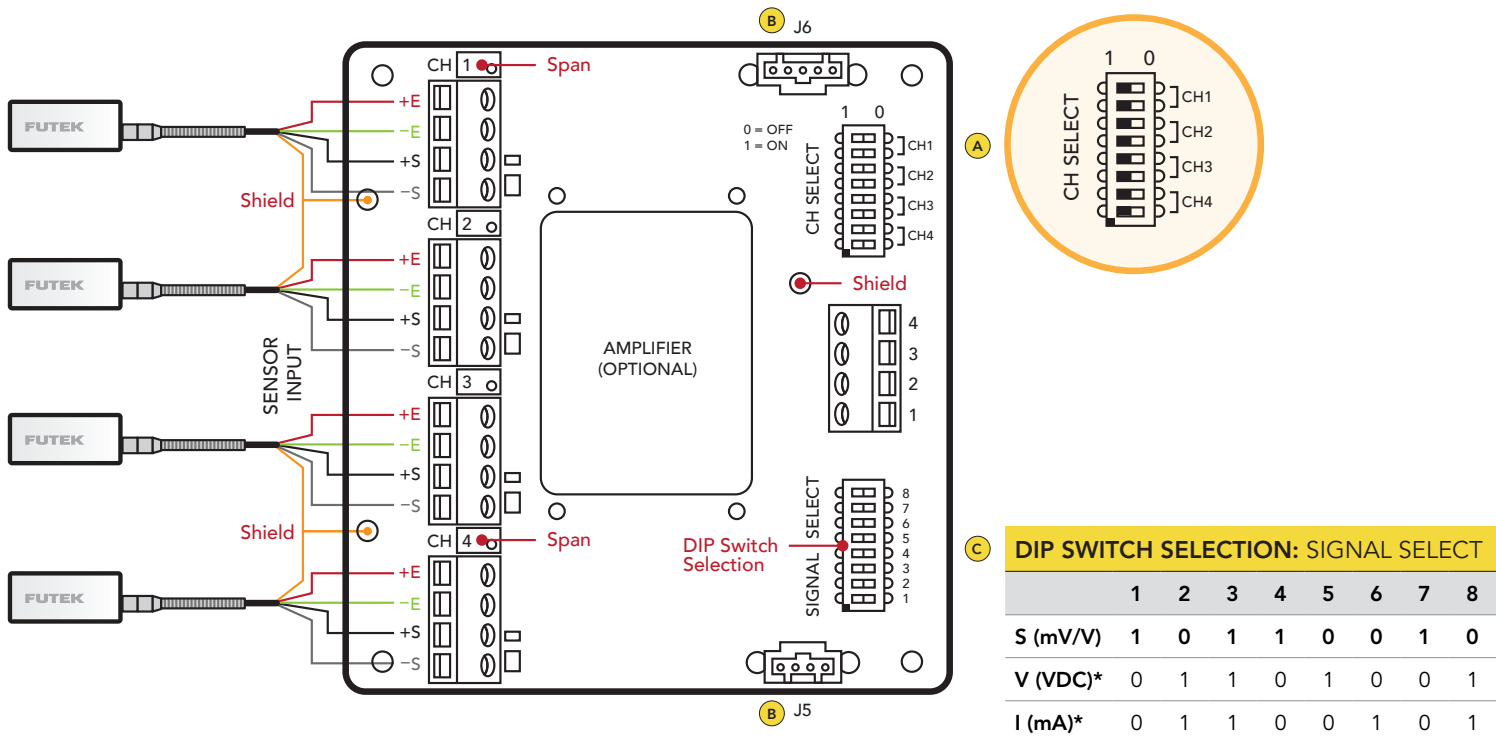 B J6
CH 1 Span
FUTEK
+E
−E
+S
−S
Shield
CH 2
FUTEK
+E
−E
+S
−S
SENSOR
INPUT
CH 3
FUTEK
+E
−E
+S
−S
Shield
CH 4 Span
FUTEK
+E
−E
+S
−S
AMPLIFIER
(OPTIONAL)
0 = OFF
1 = ON
1 0
CH SELECT
CH1
CH2
CH3
CH4
Shield
4
3
2
1
SIGNAL SELECT
8
7
6
5
4
3
2
1
DIP Switch
Selection
B J5
A
1 0
CH SELECT
CH1
CH2
CH3
CH4
C DIP SWITCH SELECTION: SIGNAL SELECT
1 2 3 4 5 6 7 8
S (mV/V) 1 0 1 1 0 0 1 0
V (VDC)* 0 1 1 0 1 0 0 1
I (mA)* 0 1 1 0 0 1 0 1